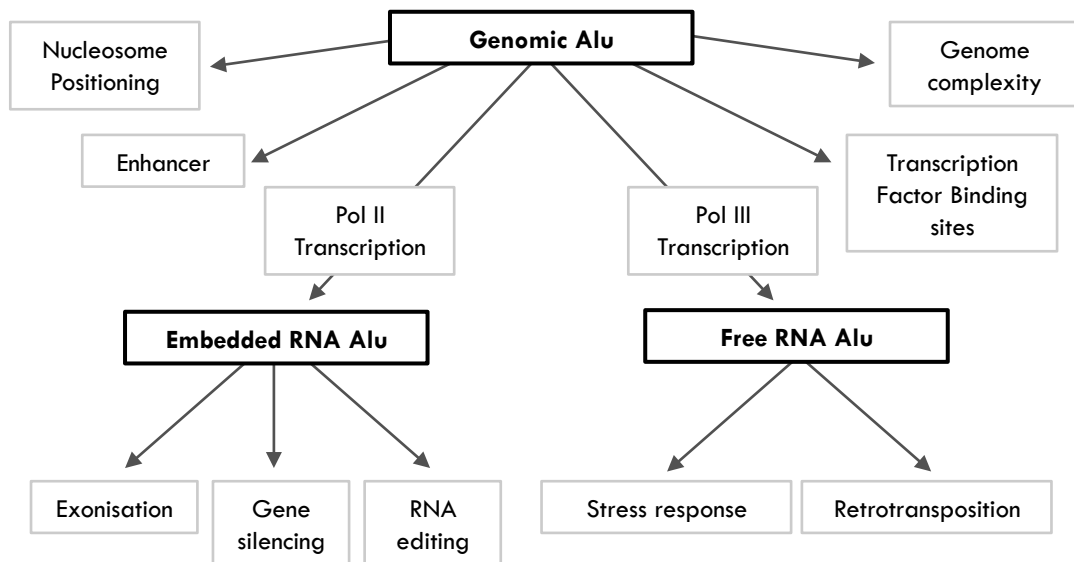 Genomic Alu
Nucleosome
Positioning
Genome
complexity
Enhancer
Transcription
Factor Binding
sites
Pol II
Transcription
Pol III
Transcription
Embedded RNA Alu
Free RNA Alu
Exonisation
Gene
silencing
RNA
editing
Stress response
Retrotransposition